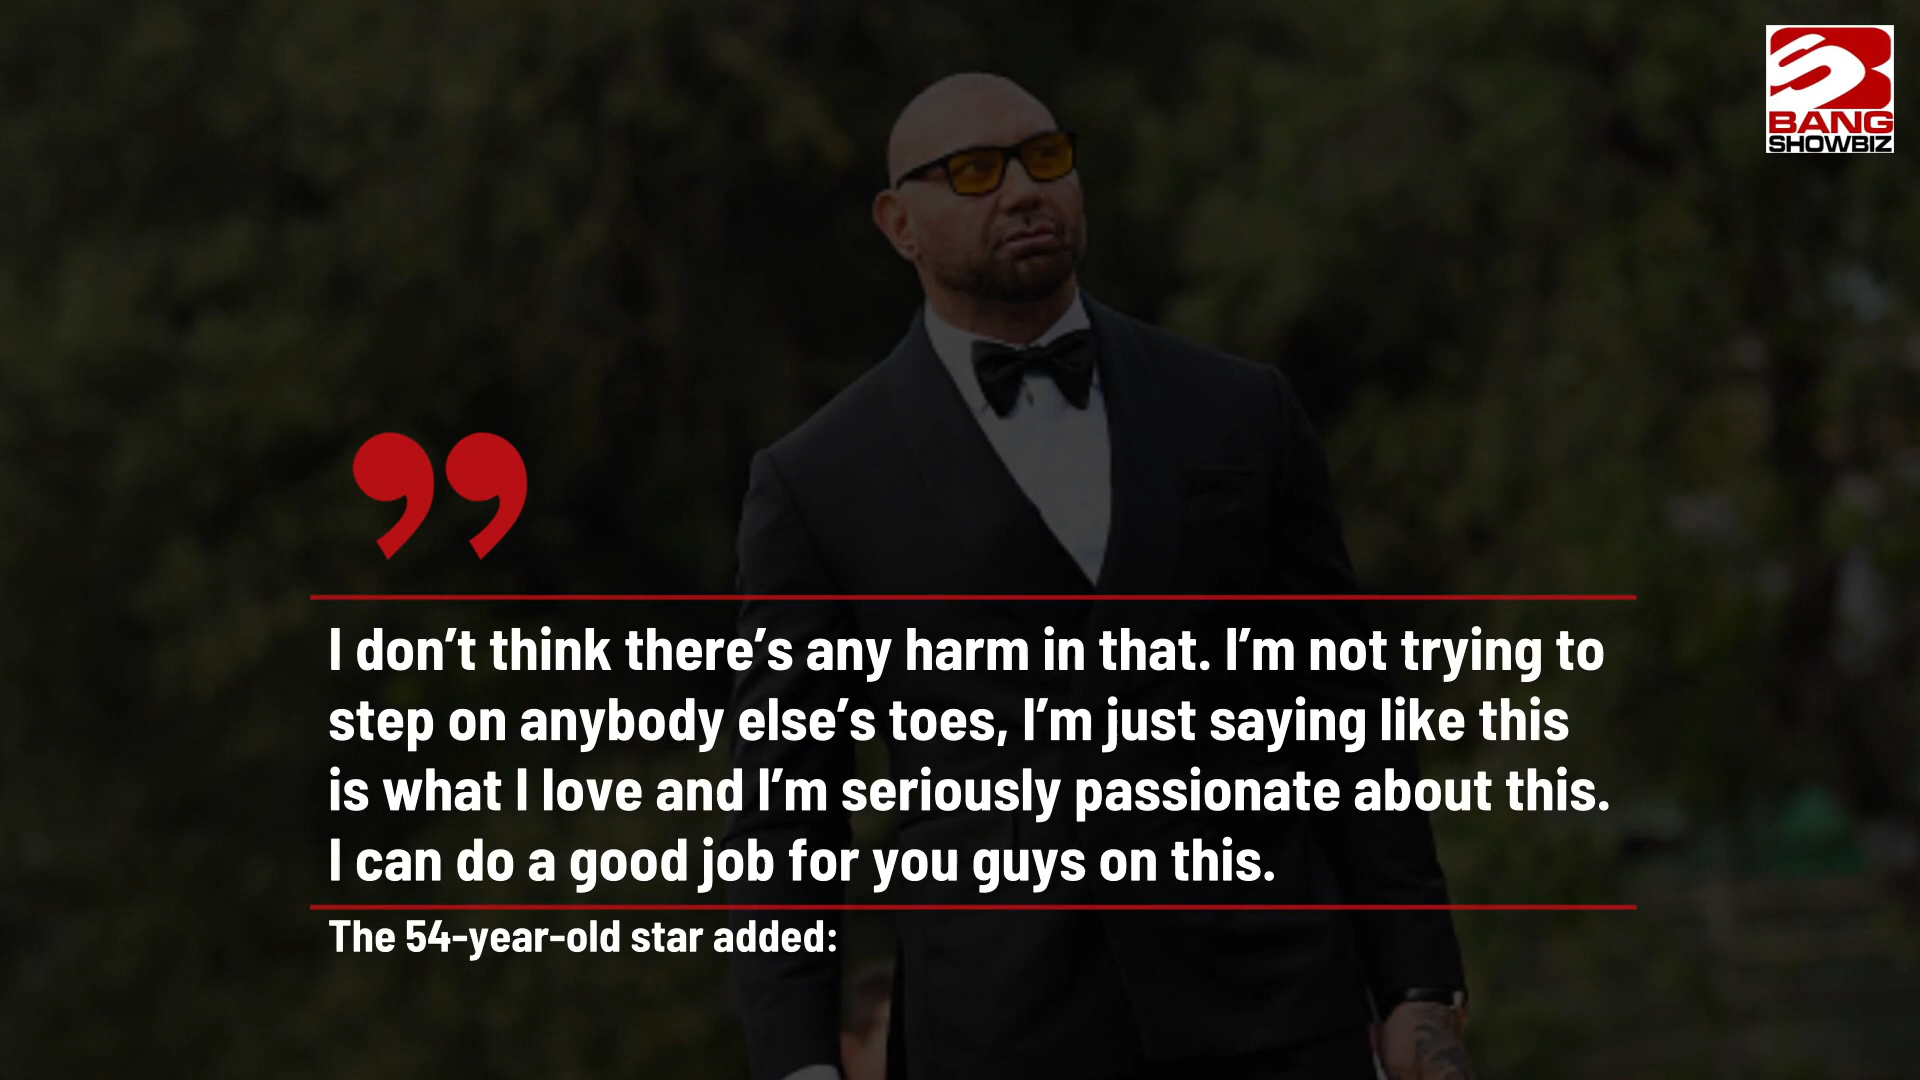 BANG
SHOWBIZ
”
I don’t think there’s any harm in that. I’m not trying to
step on anybody else’s toes, I’m just saying like this
is what I love and I’m seriously passionate about this.
I can do a good job for you guys on this.
The 54-year-old star added: